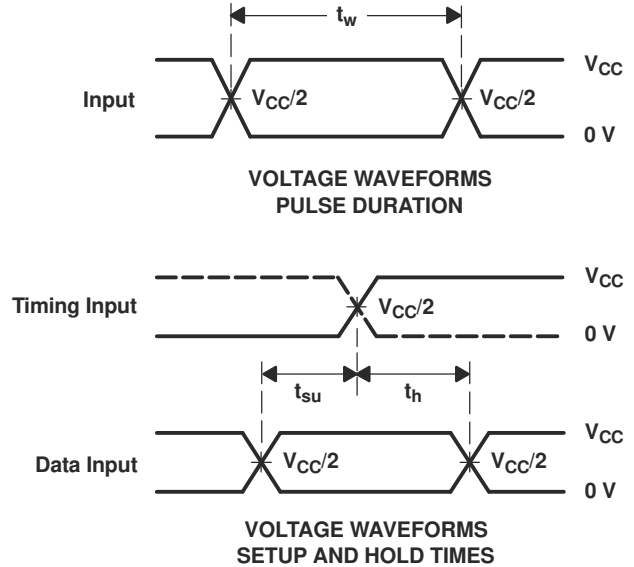 t_w
V_CC
Input
V_CC/2
V_CC/2
0 V
VOLTAGE WAVEFORMS
PULSE DURATION
V_CC
Timing Input
V_CC/2
0 V
t_su
t_h
V_CC
Data Input
V_CC/2
V_CC/2
0 V
VOLTAGE WAVEFORMS
SETUP AND HOLD TIMES